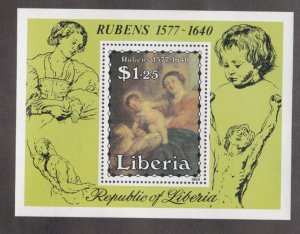 RUBENS 1577-1640
Rubens 1577-1640
$1.25
Liberia
Republic of Liberia